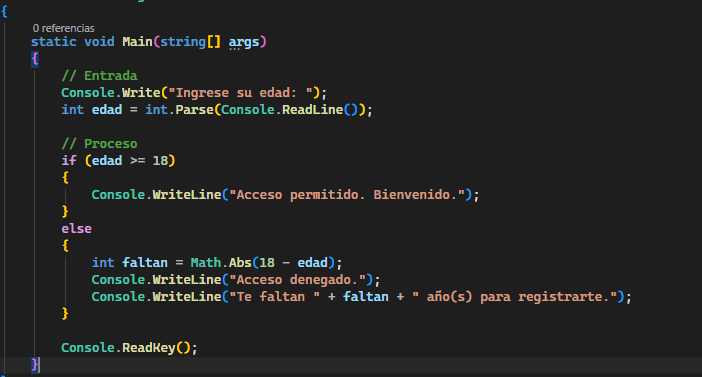 {
0 referencias
static void Main(string[] args)
{
// Entrada
Console.Write("Ingrese su edad: ");
int edad = int.Parse(Console.ReadLine());
// Proceso
if (edad >= 18)
{
Console.WriteLine("Acceso permitido. Bienvenido.");
}
else
{
int faltan = Math.Abs(18 - edad);
Console.WriteLine("Acceso denegado.");
Console.WriteLine("Te faltan " + faltan + " año(s) para registrarte.");
}
Console.ReadKey();
}